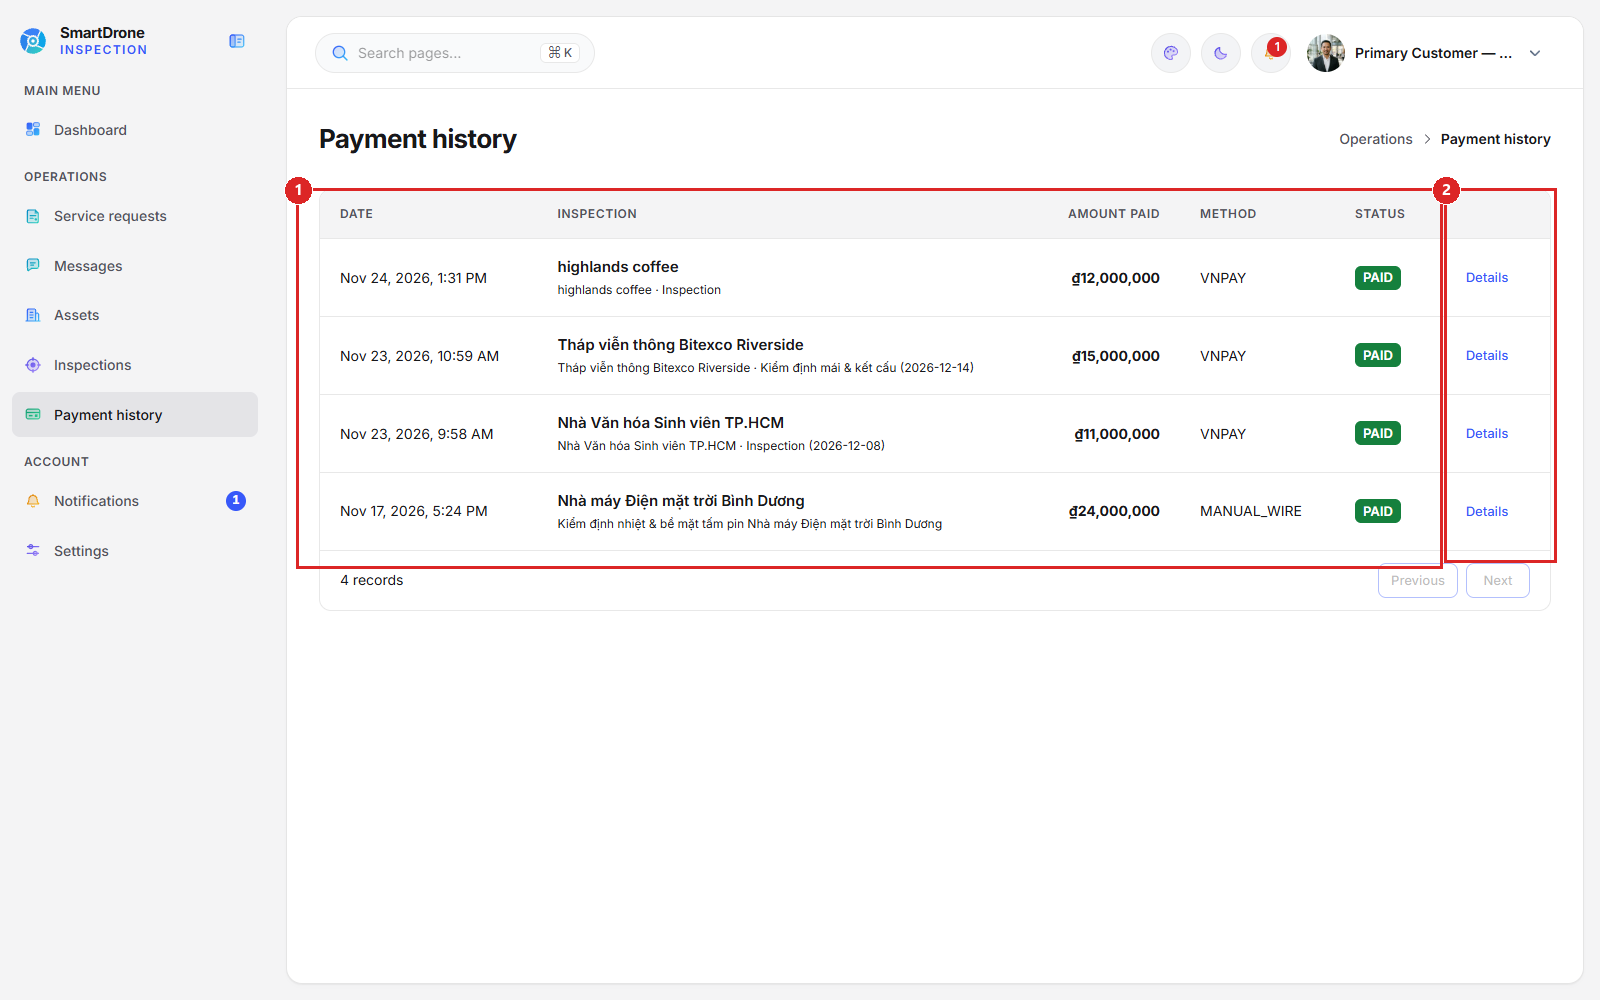 SmartDrone
INSPECTION
MAIN MENU
Dashboard
OPERATIONS
Service requests
Messages
Assets
Inspections
Payment history
ACCOUNT
Notifications 1
Settings
Search pages... ⌘ K
1
Primary Customer — ...
Payment history
Operations > Payment history
1
2
DATE INSPECTION AMOUNT PAID METHOD STATUS
Nov 24, 2026, 1:31 PM highlands coffee ₫12,000,000 VNPAY PAID Details
highlands coffee · Inspection
Nov 23, 2026, 10:59 AM Tháp viễn thông Bitexco Riverside ₫15,000,000 VNPAY PAID Details
Tháp viễn thông Bitexco Riverside · Kiểm định mái & kết cấu (2026-12-14)
Nov 23, 2026, 9:58 AM Nhà Văn hóa Sinh viên TP.HCM ₫11,000,000 VNPAY PAID Details
Nhà Văn hóa Sinh viên TP.HCM · Inspection (2026-12-08)
Nov 17, 2026, 5:24 PM Nhà máy Điện mặt trời Bình Dương ₫24,000,000 MANUAL_WIRE PAID Details
Kiểm định nhiệt & bề mặt tấm pin Nhà máy Điện mặt trời Bình Dương
4 records Previous Next